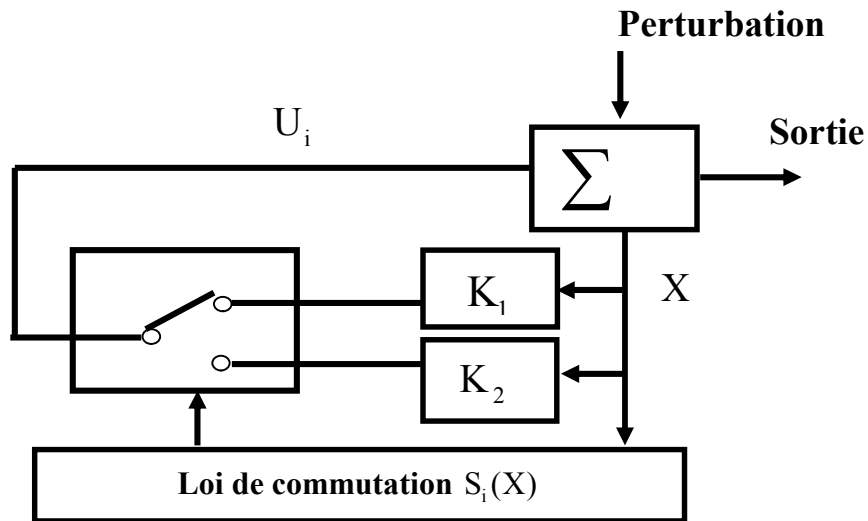 Perturbation
U_i
Sortie
∑
K_1
X
K_2
Loi de commutation S_i(X)